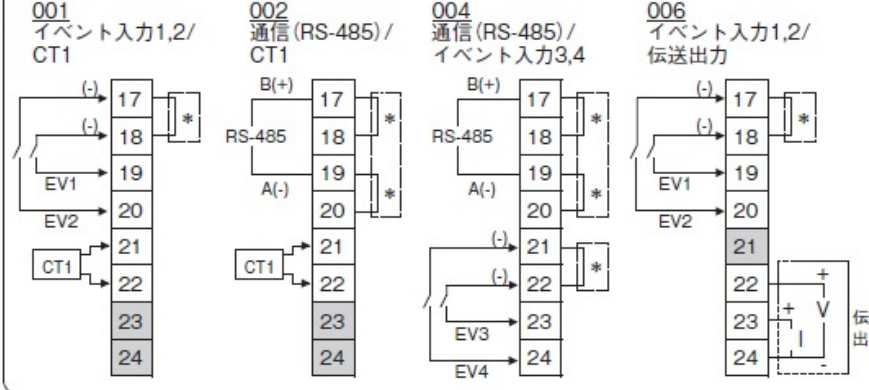 001
イベント入力1,2/
CT1
(-)
17
*
(-)
18
19
EV1
20
EV2
21
CT1
22
23
24
002
通信(RS-485)/
CT1
B(+)
17
*
RS-485
18
19
A(-)
*
20
21
CT1
22
23
24
004
通信(RS-485)/
イベント入力3,4
B(+)
17
*
RS-485
18
19
A(-)
*
20
(-)
21
*
(-)
22
23
EV3
24
EV4
006
イベント入力1,2/
伝送出力
(-)
17
*
(-)
18
19
EV1
20
EV2
21
22
+
+
V
23
I
24
-
伝
出